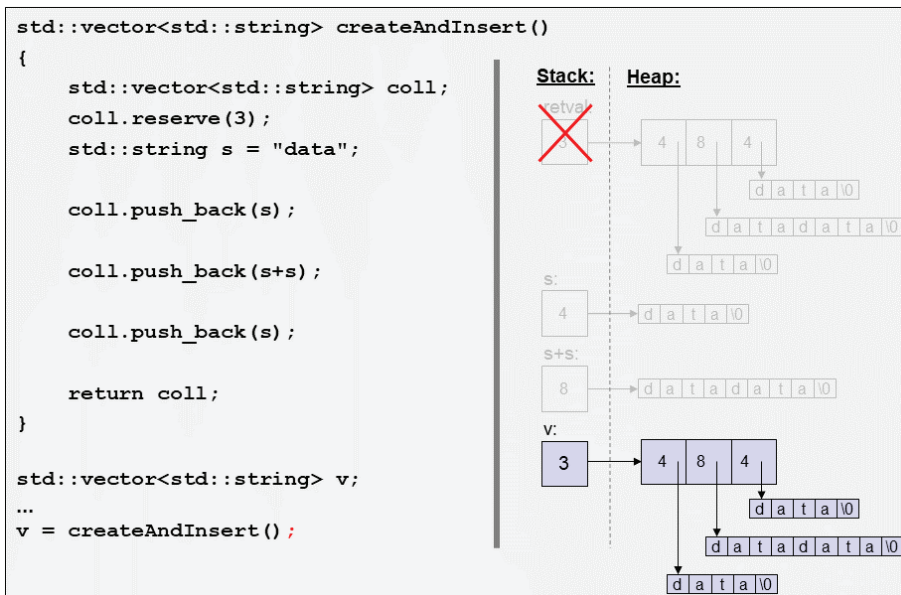 std::vector<std::string> createAndInsert()
{
std::vector<std::string> coll;
coll.reserve(3);
std::string s = "data";
coll.push_back(s);
coll.push_back(s+s);
coll.push_back(s);
return coll;
}
std::vector<std::string> v;
…
v = createAndInsert();
Stack: Heap:
retval:
3 4 8 4
d a t a \0
d a t a d a t a \0
d a t a \0
s:
4 d a t a \0
s+s:
8 d a t a d a t a \0
v:
3 4 8 4
d a t a \0
d a t a d a t a \0
d a t a \0